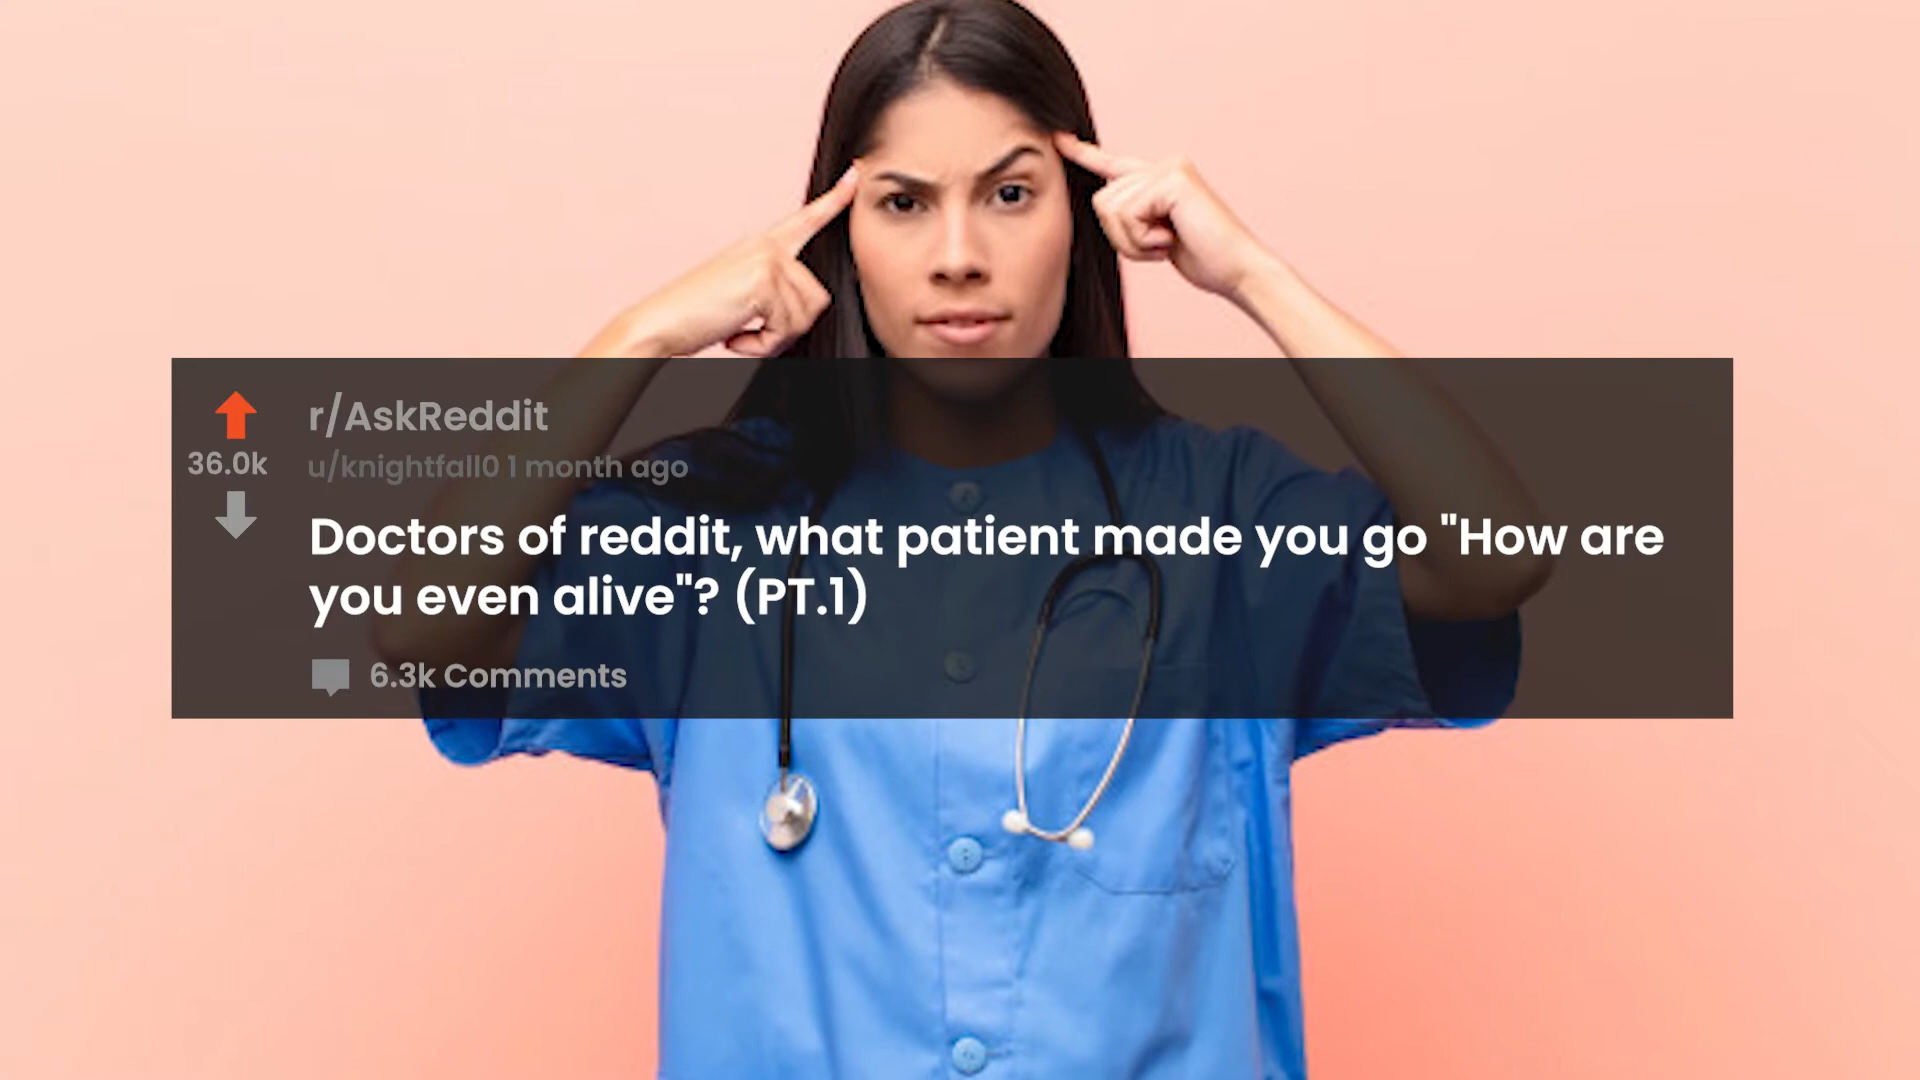 r/AskReddit
36.0k
u/knightfall0 1 month ago
Doctors of reddit, what patient made you go "How are
you even alive"? (PT.1)
6.3k Comments